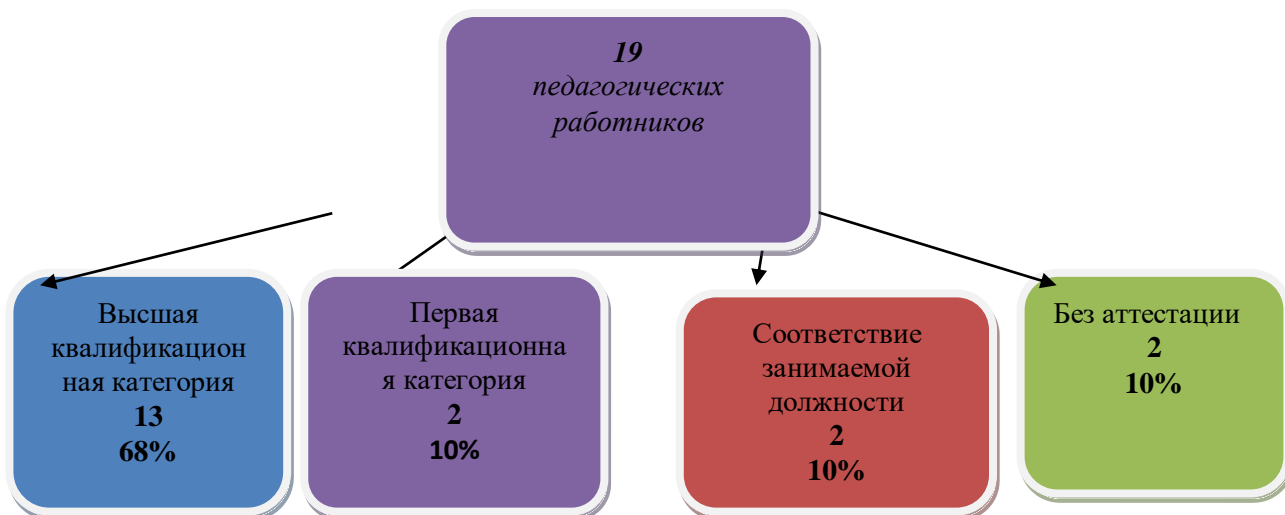 19
педагогических
работников
Высшая
квалификацион
ная категория
13
68%
Первая
квалификационна
я категория
2
10%
Соответствие
занимаемой
должности
2
10%
Без аттестации
2
10%